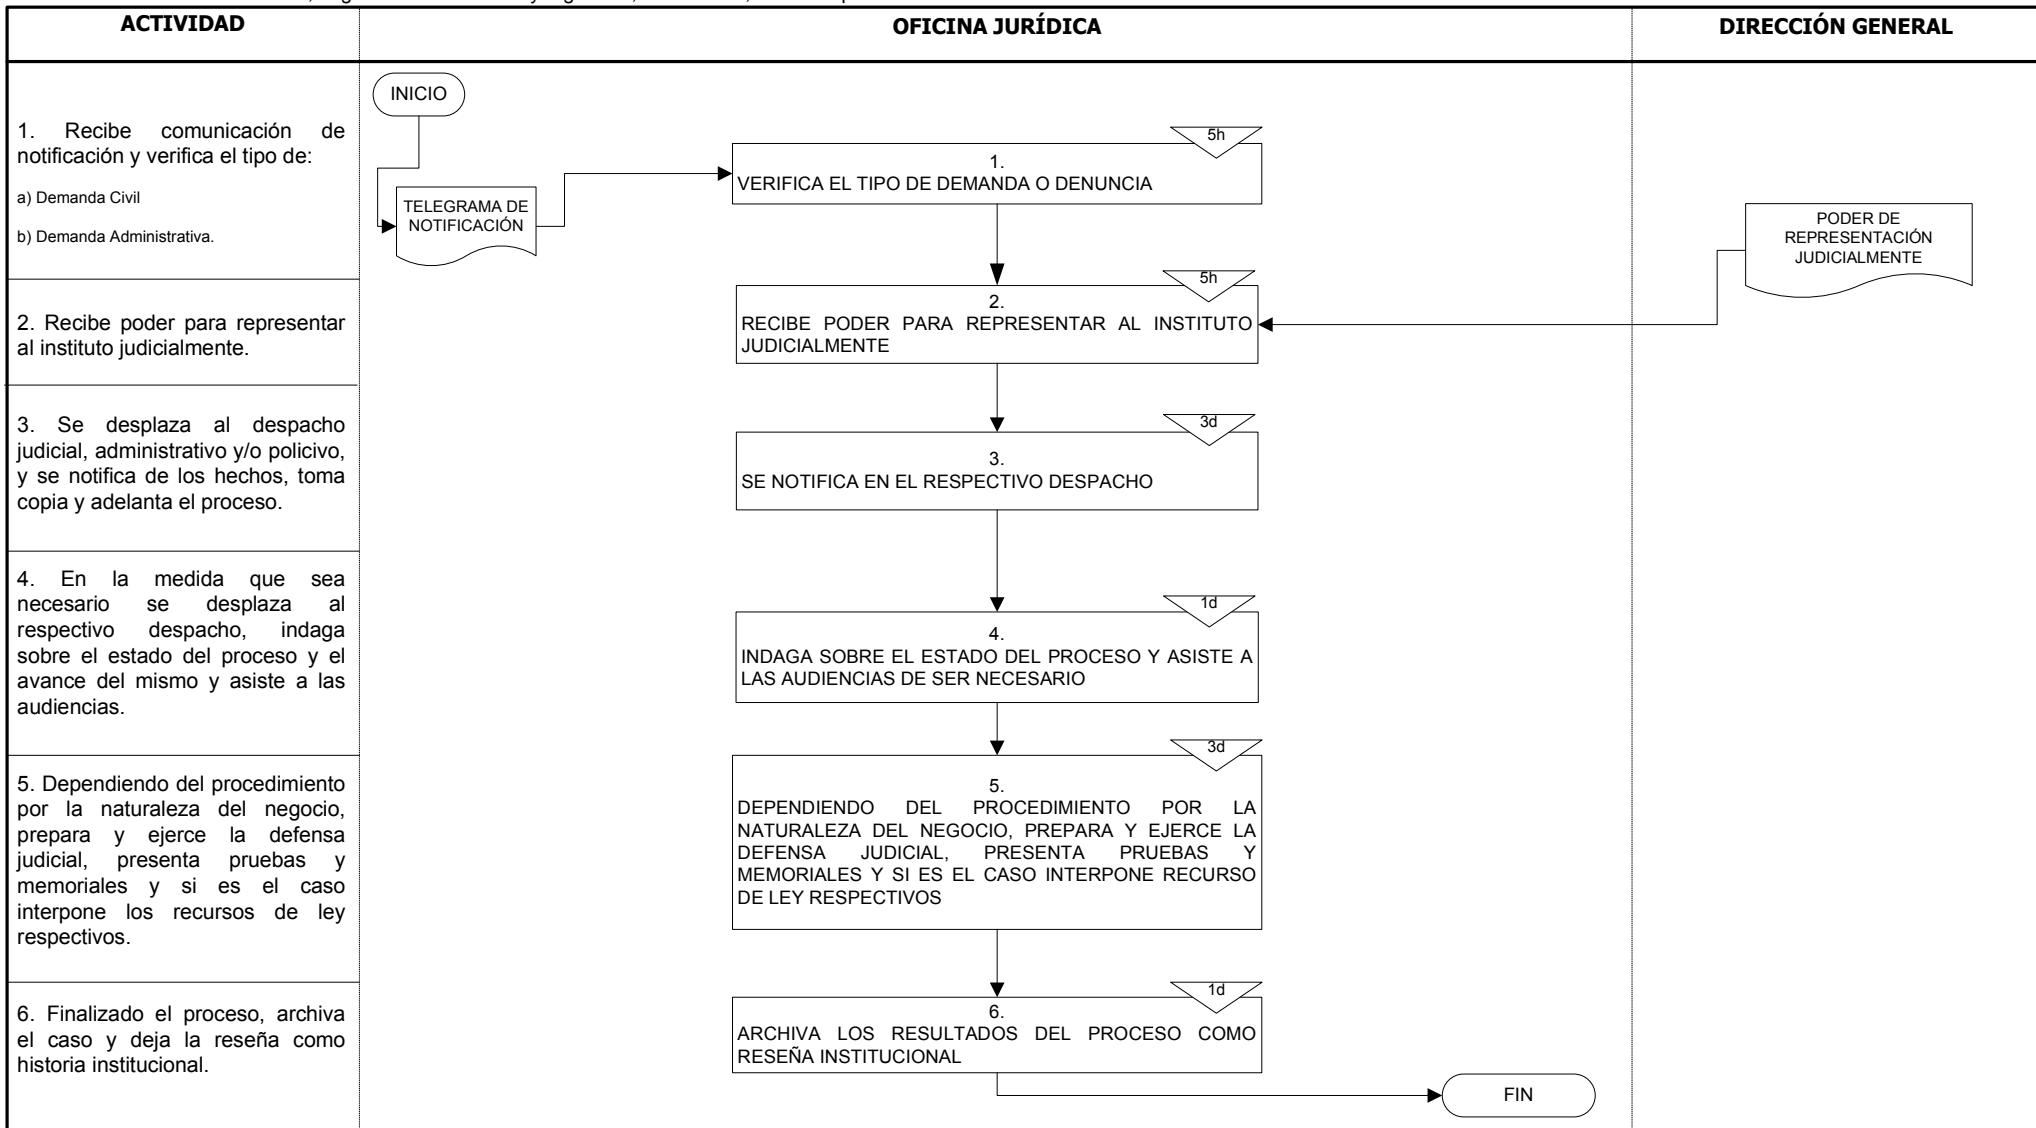 ACTIVIDAD
OFICINA JURÍDICA
DIRECCIÓN GENERAL
1. Recibe comunicación de
notificación y verifica el tipo de:
a) Demanda Civil
b) Demanda Administrativa.
2. Recibe poder para representar
al instituto judicialmente.
3. Se desplaza al despacho
judicial, administrativo y/o policivo,
y se notifica de los hechos, toma
copia y adelanta el proceso.
4. En la medida que sea
necesario se desplaza al
respectivo despacho, indaga
sobre el estado del proceso y el
avance del mismo y asiste a las
audiencias.
5. Dependiendo del procedimiento
por la naturaleza del negocio,
prepara y ejerce la defensa
judicial, presenta pruebas y
memoriales y si es el caso
interpone los recursos de ley
respectivos.
6. Finalizado el proceso, archiva
el caso y deja la reseña como
historia institucional.
INICIO
TELEGRAMA DE
NOTIFICACIÓN
5h
1.
VERIFICA EL TIPO DE DEMANDA O DENUNCIA
5h
2.
RECIBE PODER PARA REPRESENTAR AL INSTITUTO
JUDICIALMENTE
3d
3.
SE NOTIFICA EN EL RESPECTIVO DESPACHO
1d
4.
INDAGA SOBRE EL ESTADO DEL PROCESO Y ASISTE A
LAS AUDIENCIAS DE SER NECESARIO
3d
5.
DEPENDIENDO DEL PROCEDIMIENTO POR LA
NATURALEZA DEL NEGOCIO, PREPARA Y EJERCE LA
DEFENSA JUDICIAL, PRESENTA PRUEBAS Y
MEMORIALES Y SI ES EL CASO INTERPONE RECURSO
DE LEY RESPECTIVOS
1d
6.
ARCHIVA LOS RESULTADOS DEL PROCESO COMO
RESEÑA INSTITUCIONAL
FIN
PODER DE
REPRESENTACIÓN
JUDICIALMENTE